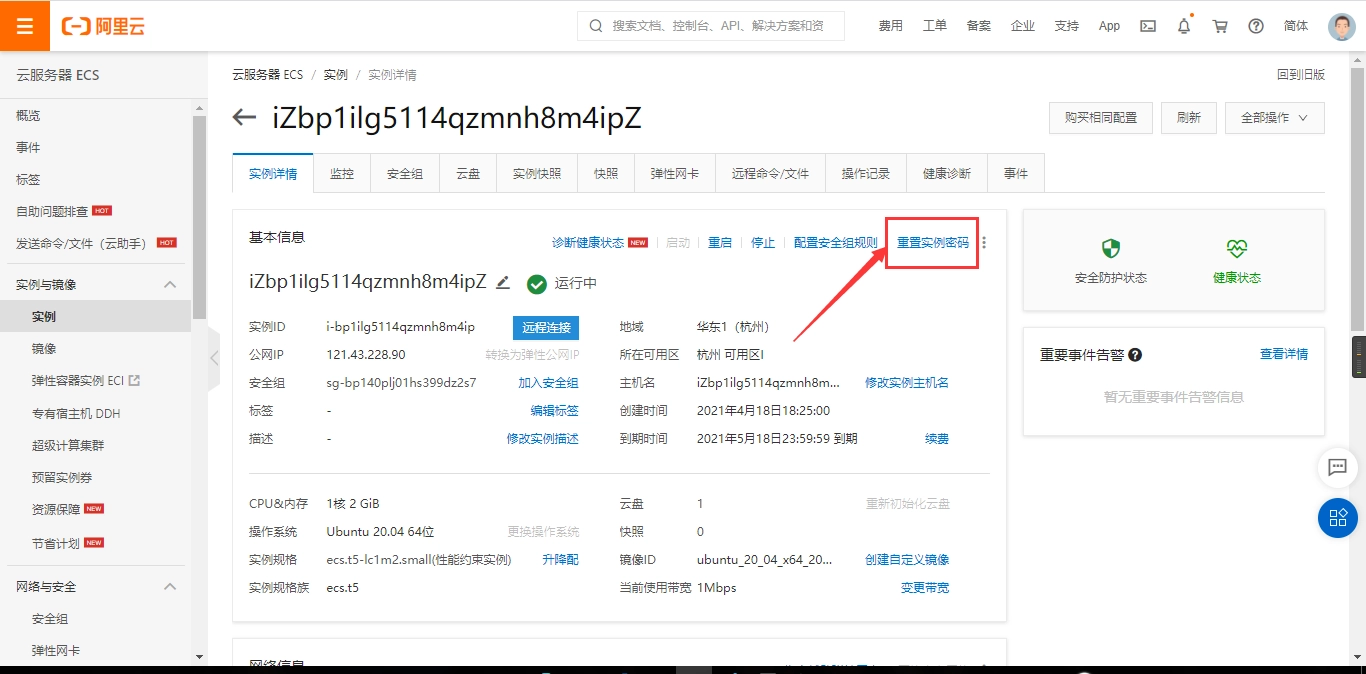 阿里云
搜索文档、控制台、API、解决方案和资
费用 工单 备案 企业 支持 App 简体
云服务器 ECS
概览
事件
标签
自助问题排查 HOT
发送命令/文件（云助手） HOT
实例与镜像
实例
镜像
弹性容器实例 ECI
专有宿主机 DDH
超级计算集群
预留实例券
资源保障 NEW
节省计划 NEW
网络与安全
安全组
弹性网卡
云服务器 ECS / 实例 / 实例详情 回到旧版
iZbp1ilg5114qzmnh8m4ipZ
购买相同配置 刷新 全部操作
实例详情 监控 安全组 云盘 实例快照 快照 弹性网卡 远程命令/文件 操作记录 健康诊断 事件
基本信息
诊断健康状态 NEW 启动 重启 停止 配置安全组规则 重置实例密码
iZbp1ilg5114qzmnh8m4ipZ 运行中
实例ID i-bp1ilg5114qzmnh8m4ip 远程连接 地域 华东1（杭州）
公网IP 121.43.228.90 转换为弹性公网IP 所在可用区 杭州 可用区I
安全组 sg-bp140plj01hs399dz2s7 加入安全组 主机名 iZbp1ilg5114qzmnh8m... 修改实例主机名
标签 - 编辑标签 创建时间 2021年4月18日18:25:00
描述 - 修改实例描述 到期时间 2021年5月18日23:59:59 到期 续费
CPU&内存 1核 2 GiB 云盘 1 重新初始化云盘
操作系统 Ubuntu 20.04 64位 更换操作系统 快照 0
实例规格 ecs.t5-lc1m2.small(性能约束实例) 升降配 镜像ID ubuntu_20_04_x64_20... 创建自定义镜像
实例规格族 ecs.t5 当前使用带宽 1Mbps 变更带宽
网络信息
安全防护状态 健康状态
重要事件告警 查看详情
暂无重要事件告警信息